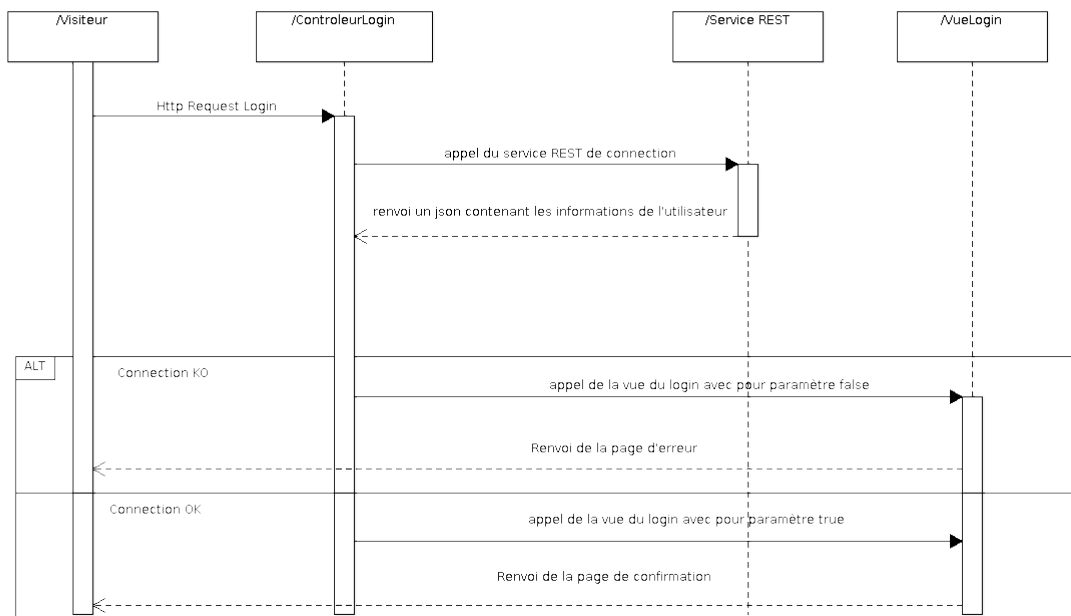 /Visiteur
/ControleurLogin
/Service REST
/VueLogin
Http Request Login
appel du service REST de connection
renvoi un json contenant les informations de l'utilisateur
ALT
Connection KO
appel de la vue du login avec pour paramètre false
Renvoi de la page d'erreur
Connection OK
appel de la vue du login avec pour paramètre true
Renvoi de la page de confirmation